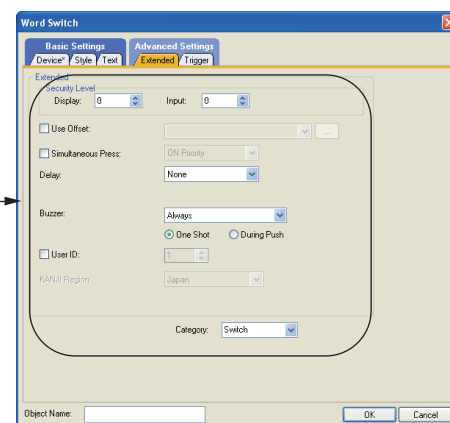 Word Switch
Basic Settings Advanced Settings
Device* Style Text Extended Trigger
Extended
Security Level
Display: 0 Input: 0
Use Offset: ...
Simultaneous Press: ON Priority
Delay: None
Buzzer: Always
One Shot During Push
User ID: 1
KANJI Region: Japan
Category: Switch
Object Name: OK Cancel